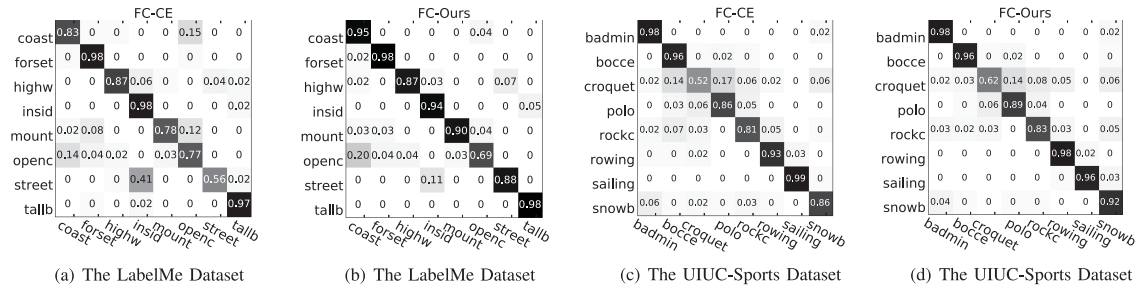 FC-CE
coast 0.83 0 0 0 0 0.15 0 0
forset 0 0.98 0 0 0 0 0 0
highw 0 0 0.87 0.06 0 0 0.04 0.02
insid 0 0 0 0.98 0 0 0 0.02
mount 0.02 0.08 0 0 0.78 0.12 0 0
openc 0.14 0.04 0.02 0 0.03 0.77 0 0
street 0 0 0 0.41 0 0 0.56 0.02
tallb 0 0 0 0.02 0 0 0 0.97
coast forset highw insid mount openc street tallb
(a) The LabelMe Dataset
FC-Ours
coast 0.95 0 0 0 0 0.04 0 0
forset 0.02 0.98 0 0 0 0 0 0
highw 0.02 0 0.87 0.03 0 0 0.07 0
insid 0 0 0 0.94 0 0 0 0.05
mount 0.03 0.03 0 0 0.90 0.04 0 0
openc 0.20 0.04 0.04 0 0.03 0.69 0 0
street 0 0 0 0.11 0 0 0.88 0
tallb 0 0 0 0 0 0 0 0.98
coast forset highw insid mount openc street tallb
(b) The LabelMe Dataset
FC-CE
badmin 0.98 0 0 0 0 0 0 0.02
bocce 0 0.96 0 0.02 0 0 0 0
croquet 0.02 0.14 0.52 0.17 0.06 0.02 0 0.06
polo 0 0.03 0.06 0.86 0.05 0 0 0
rockc 0.02 0.07 0.03 0 0.81 0.05 0 0
rowing 0 0 0.02 0 0 0.93 0.03 0
sailing 0 0 0 0 0 0 0.99 0
snowb 0.06 0 0.02 0 0.03 0 0 0.86
badmin bocce croquet polo rockc rowing sailing snowb
(c) The UIUC-Sports Dataset
FC-Ours
badmin 0.98 0 0 0 0 0 0 0.02
bocce 0 0.96 0 0.02 0 0 0 0
croquet 0.02 0.03 0.62 0.14 0.08 0.05 0 0.06
polo 0 0 0.06 0.89 0.04 0 0 0
rockc 0.03 0.02 0.03 0 0.83 0.03 0 0.05
rowing 0 0 0 0 0 0.98 0.02 0
sailing 0 0 0 0 0 0 0.96 0.03
snowb 0.04 0 0 0 0 0 0 0.92
badmin bocce croquet polo rockc rowing sailing snowb
(d) The UIUC-Sports Dataset